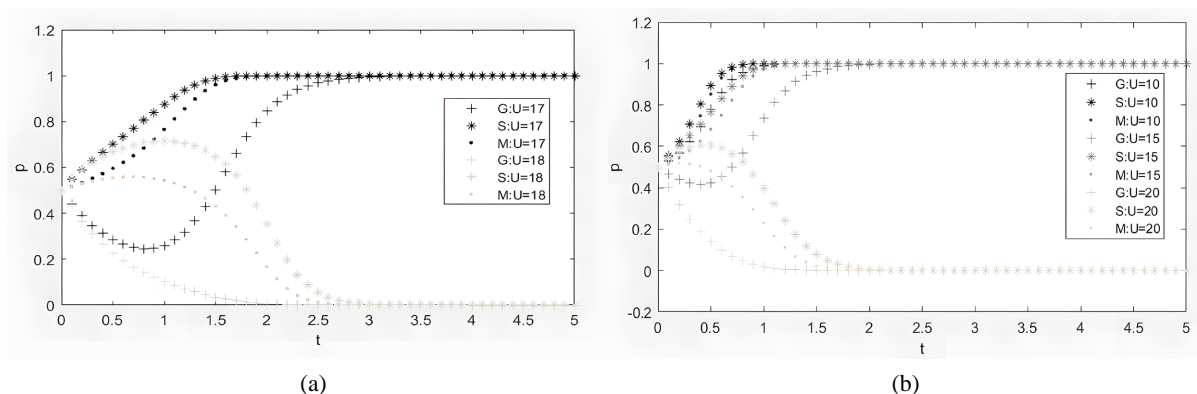 1.2
1
0.8
0.6
0.4
0.2
0
p
0 0.5 1 1.5 2 2.5 3 3.5 4 4.5 5
t
G:U=17
S:U=17
M:U=17
G:U=18
S:U=18
M:U=18
(a)
1.2
1
0.8
0.6
0.4
0.2
0
-0.2
p
0 0.5 1 1.5 2 2.5 3 3.5 4 4.5 5
t
G:U=10
S:U=10
M:U=10
G:U=15
S:U=15
M:U=15
G:U=20
S:U=20
M:U=20
(b)